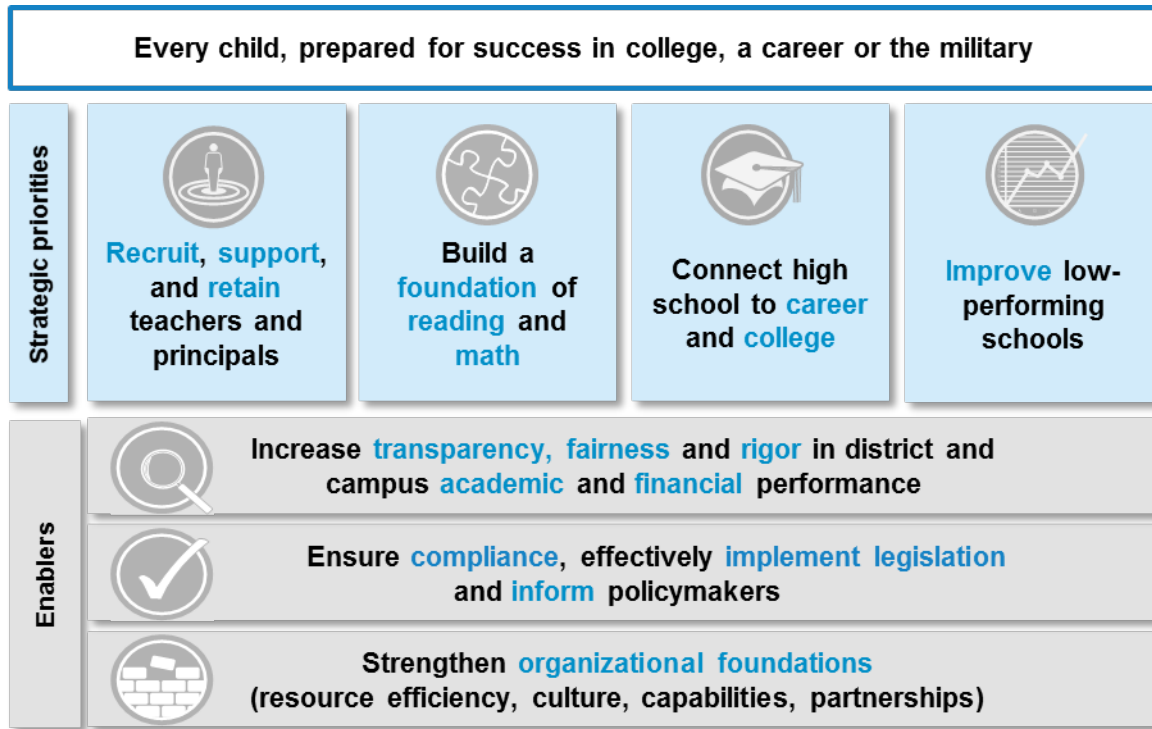 Every child, prepared for success in college, a career or the military
Strategic priorities
Recruit, support,
and retain
teachers and
principals
Build a
foundation of
reading and
math
Connect high
school to career
and college
Improve low-
performing
schools
Enablers
Increase transparency, fairness and rigor in district and
campus academic and financial performance
Ensure compliance, effectively implement legislation
and inform policymakers
Strengthen organizational foundations
(resource efficiency, culture, capabilities, partnerships)